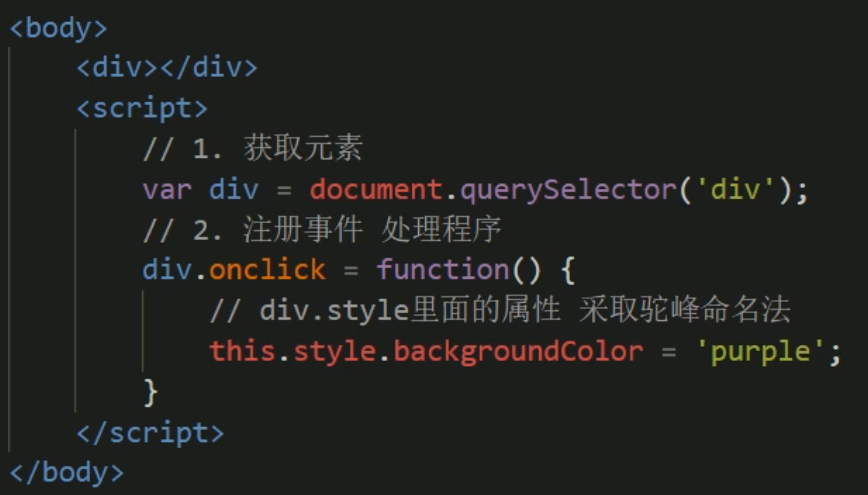 <body>
<div></div>
<script>
// 1. 获取元素
var div = document.querySelector('div');
// 2. 注册事件 处理程序
div.onclick = function() {
// div.style里面的属性 采取驼峰命名法
this.style.backgroundColor = 'purple';
}
</script>
</body>